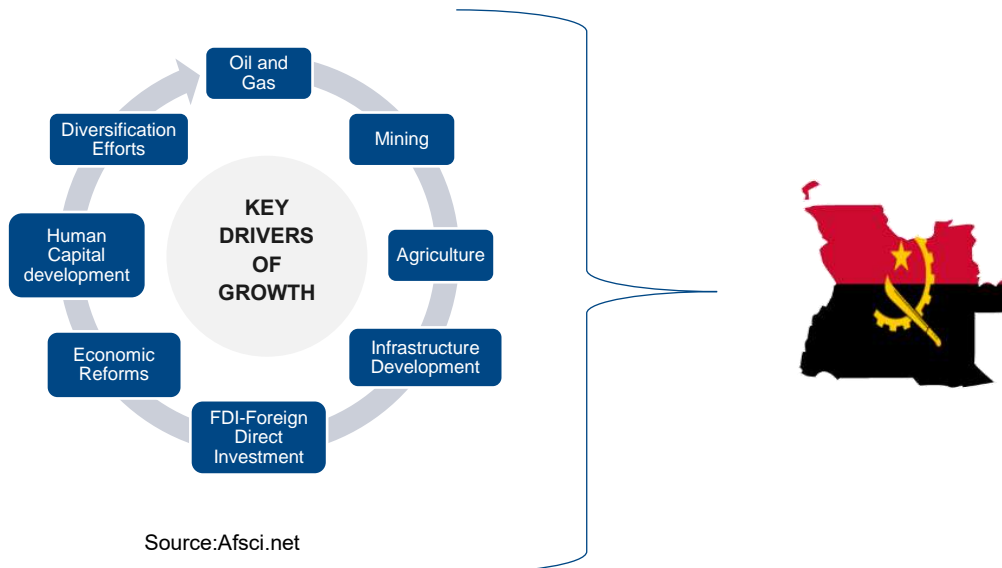 Oil and
Gas
Mining
Agriculture
Infrastructure
Development
FDI-Foreign
Direct
Investment
Economic
Reforms
Human
Capital
development
Diversification
Efforts
KEY
DRIVERS
OF
GROWTH
Source:Afsci.net